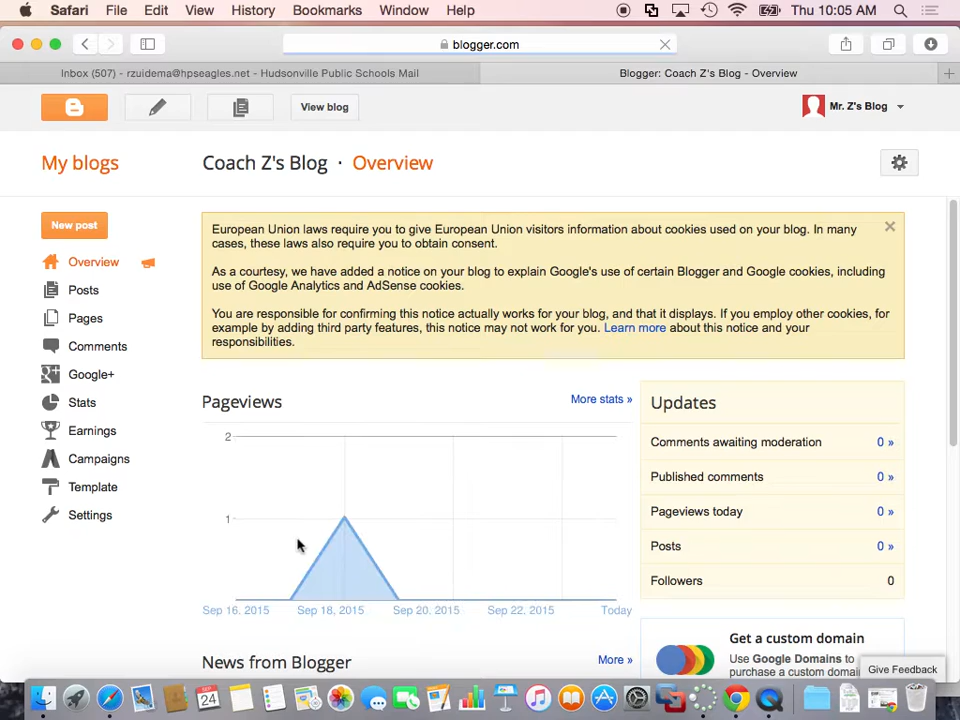 Safari File Edit View History Bookmarks Window Help Thu 10:05 AM
blogger.com
Inbox (507) - rzuidema@hpseagles.net - Hudsonville Public Schools Mail
Blogger: Coach Z's Blog - Overview
View blog
Mr. Z's Blog
My blogs
Coach Z's Blog · Overview
New post
Overview
Posts
Pages
Comments
Google+
Stats
Earnings
Campaigns
Template
Settings
European Union laws require you to give European Union visitors information about cookies used on your blog. In many
cases, these laws also require you to obtain consent.
As a courtesy, we have added a notice on your blog to explain Google's use of certain Blogger and Google cookies, including
use of Google Analytics and AdSense cookies.
You are responsible for confirming this notice actually works for your blog, and that it displays. If you employ other cookies, for
example by adding third party features, this notice may not work for you. Learn more about this notice and your
responsibilities.
Pageviews
More stats »
2
1
Sep 16, 2015 Sep 18, 2015 Sep 20, 2015 Sep 22, 2015 Today
Updates
Comments awaiting moderation 0 »
Published comments 0 »
Pageviews today 0 »
Posts 0 »
Followers 0
News from Blogger
More »
Get a custom domain
Use Google Domains to
purchase a custom domain
Give Feedback
SEP
24